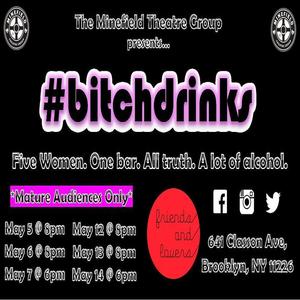 The Minefield Theatre Group
presents...
#bitchdrinks
Five Women. One bar. All truth. A lot of alcohol.
*Mature Audiences Only*
May 5 @ 8pm May 12 @ 8pm
May 6 @ 8pm May 13 @ 8pm
May 7 @ 6pm May 14 @ 6pm
friends
and
lovers
641 Classon Ave,
Brooklyn, NY 11226